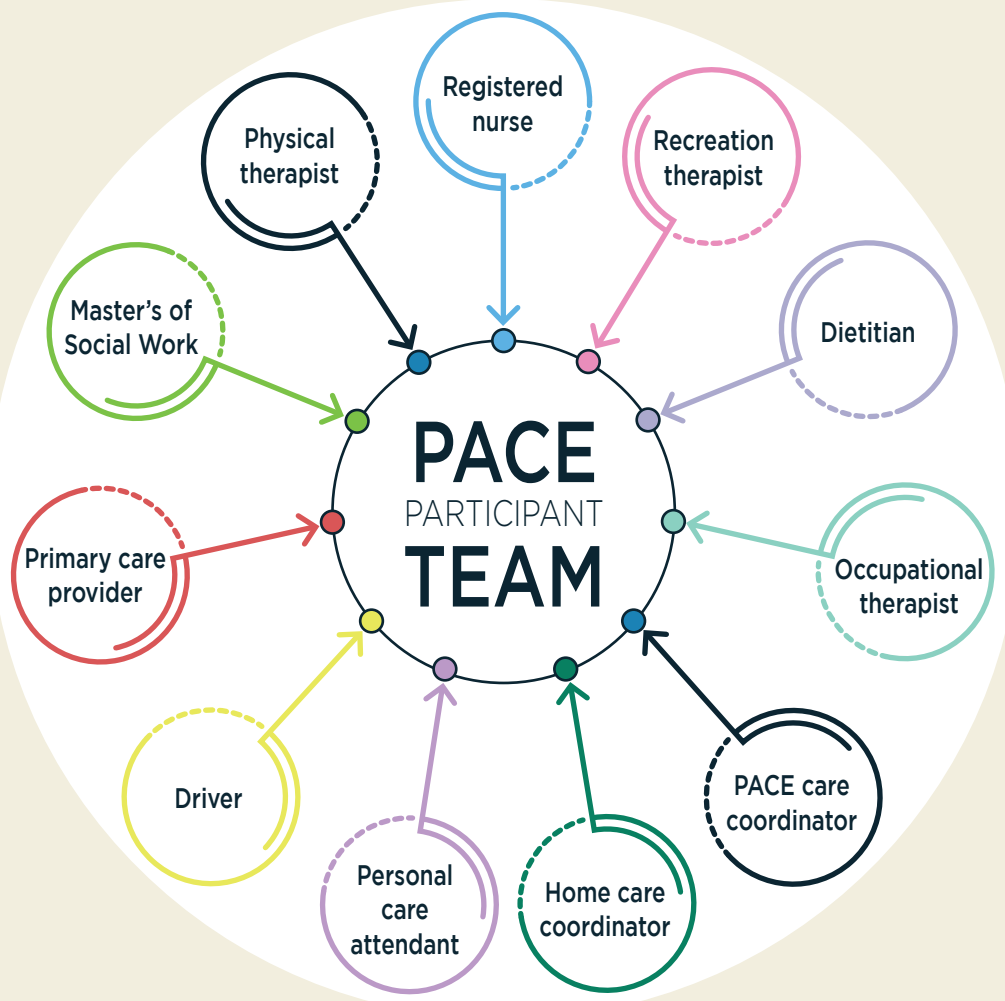 Registered
nurse
Recreation
therapist
Dietitian
Occupational
therapist
PACE care
coordinator
Home care
coordinator
Personal
care
attendant
Driver
Primary care
provider
Master’s of
Social Work
Physical
therapist
PACE
PARTICIPANT
TEAM